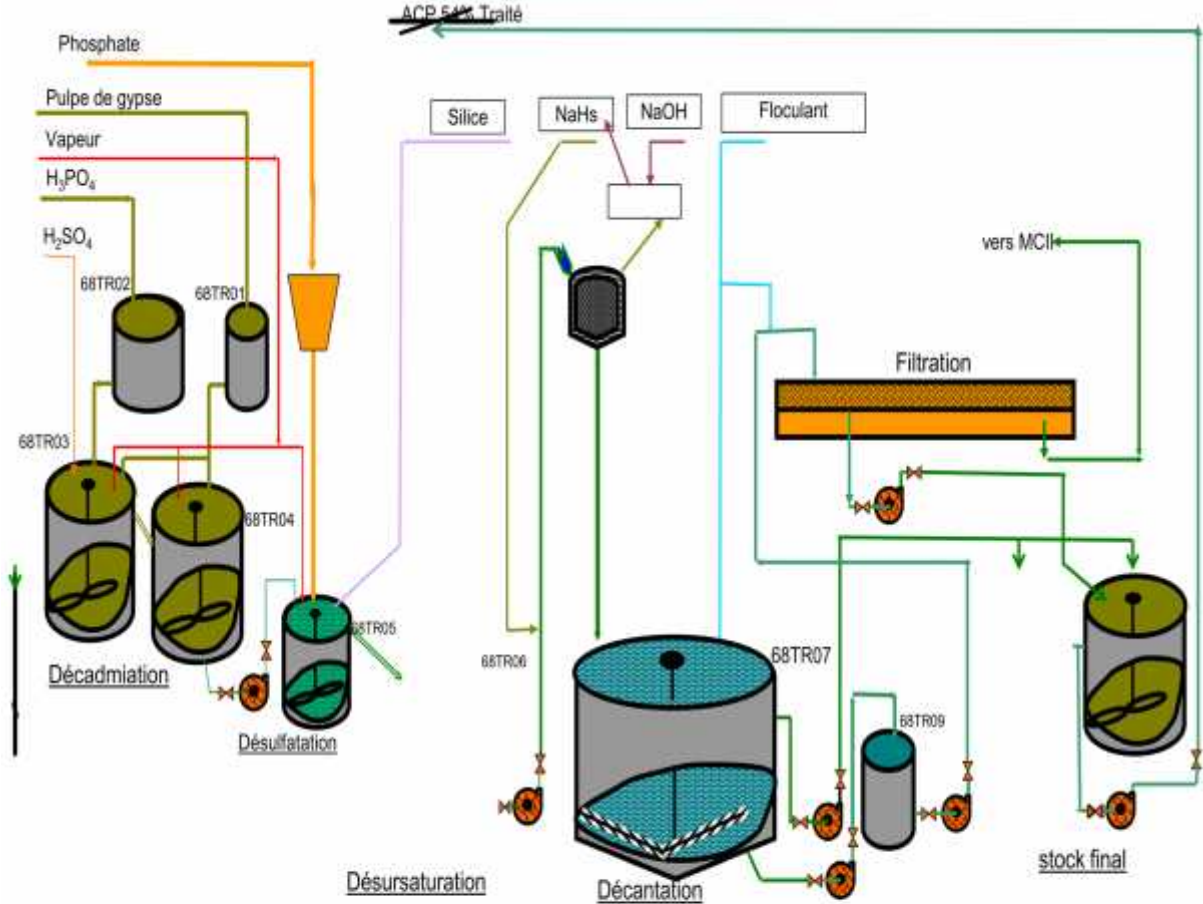 ACP 54% Traité
Phosphate
Pulpe de gypse
Vapeur
H₃PO₄
H₂SO₄
Silice
NaHs
NaOH
Floculant
vers MCII
68TR02
68TR01
Filtration
68TR03
68TR04
68TR05
68TR06
68TR07
68TR09
Décadmiation
Désulfatation
Désursaturation
Décantation
stock final